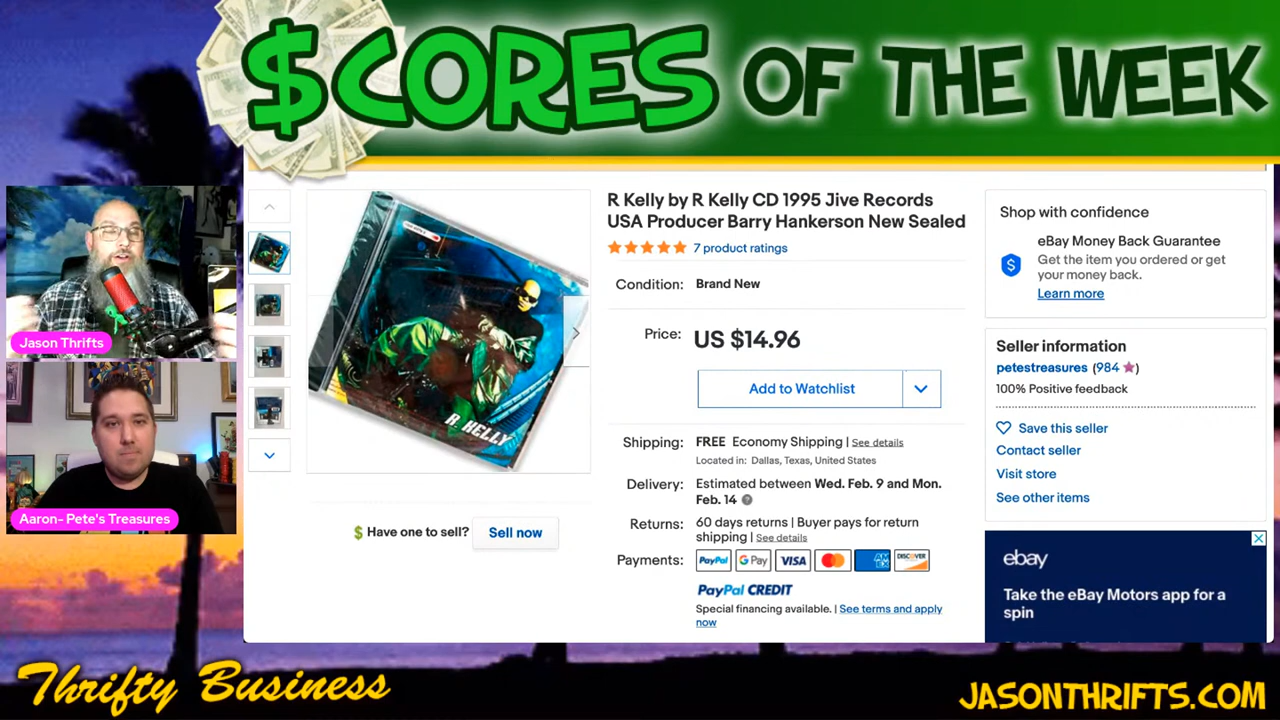 $CORES OF THE WEEK
R Kelly by R Kelly CD 1995 Jive Records
USA Producer Barry Hankerson New Sealed
7 product ratings
Condition: Brand New
Price: US $14.96
Add to Watchlist
Shipping: FREE Economy Shipping | See details
Located in: Dallas, Texas, United States
Delivery: Estimated between Wed. Feb. 9 and Mon.
Feb. 14
Returns: 60 days returns | Buyer pays for return
shipping | See details
Payments: PayPal G Pay VISA AM EX DISCOVER
PayPal CREDIT
Special financing available. | See terms and apply
now
R. KELLY
$ Have one to sell? Sell now
Shop with confidence
eBay Money Back Guarantee
Get the item you ordered or get
your money back.
Learn more
Seller information
petestreasures (984)
100% Positive feedback
Save this seller
Contact seller
Visit store
See other items
ebay
Take the eBay Motors app for a
spin
Jason Thrifts
Aaron- Pete's Treasures
Thrifty Business
JASONTHRIFTS.COM